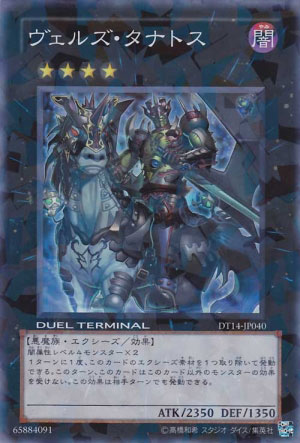 ヴェルズ・タナトス
闇
DUEL TERMINAL
DT14-JP040
【悪魔族・エクシーズ/効果】
闇属性レベル4モンスター×2
1ターンに1度、このカードのエクシーズ素材を1つ取り除いて発動
できる。このターン、このカードはこのカード以外のモンスターの効果
を受けない。この効果は相手ターンでも発動できる。
ATK/2350 DEF/1350
65884091
©高橋和希 スタジオ・ダイス/集英社